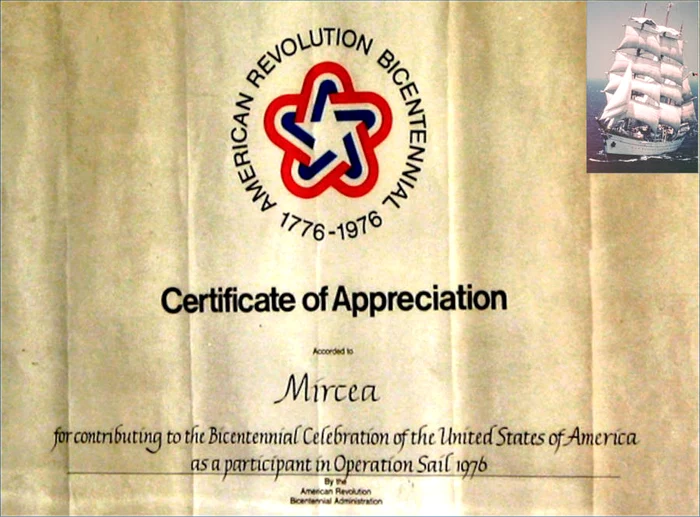 AMERICAN REVOLUTION BICENTENNIAL
1776-1976
Certificate of Appreciation
Accorded to
Mircea
for contributing to the Bicentennial Celebration of the United States of America
as a participant in Operation Sail 1976
By the
American Revolution
Bicentennial Administration